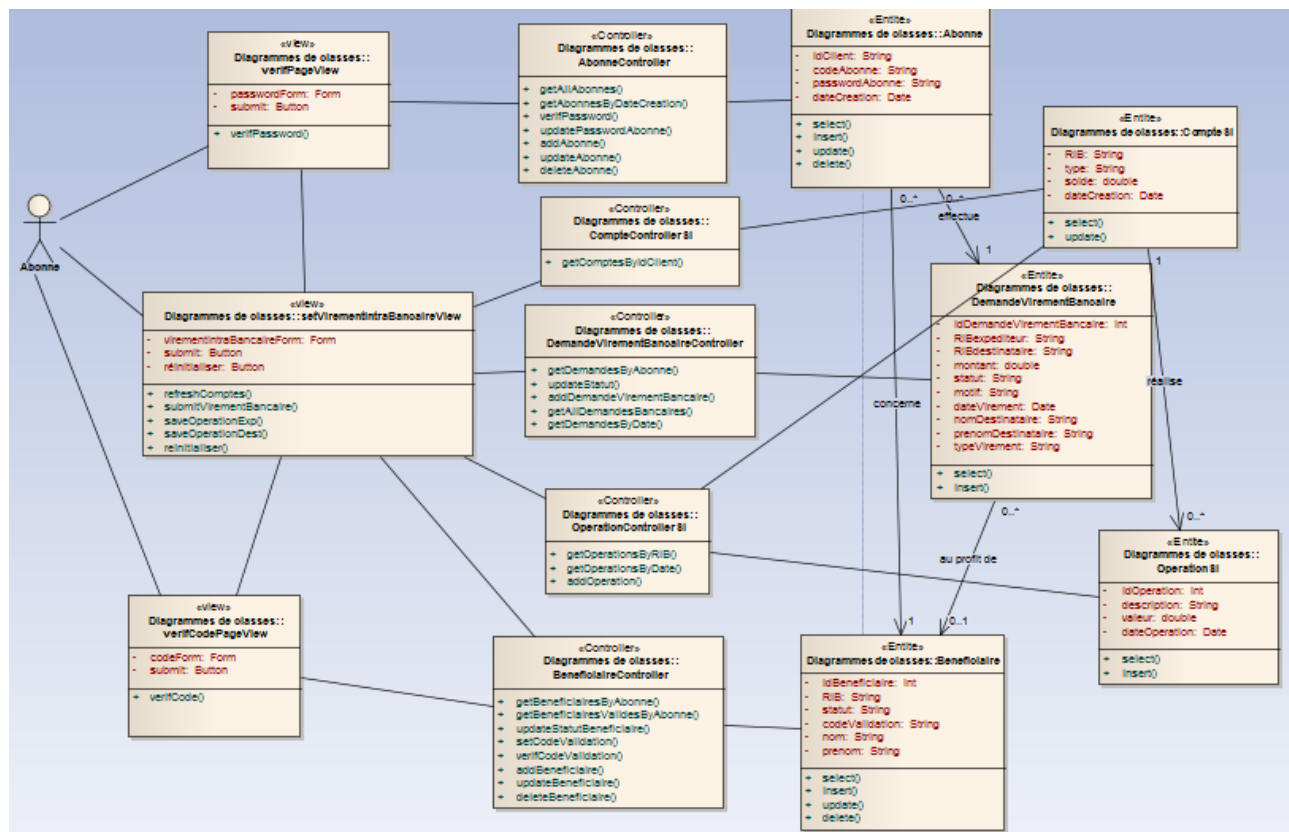 «view»
Diagrammes de classes::
verifPageView
- passwordForm: Form
- submit: Button
+ verifPassword()
«Controller»
Diagrammes de classes::
AbonneController
+ getAllAbonnes()
+ getAbonnesByDateCreation()
+ verifPassword()
+ updatePasswordAbonne()
+ addAbonne()
+ updateAbonne()
+ deleteAbonne()
«Entite»
Diagrammes de classes::Abonne
- idClient: String
- codeAbonne: String
- passwordAbonne: String
- dateCreation: Date
+ select()
+ insert()
+ update()
+ delete()
«Entite»
Diagrammes de classes::CompteSI
- RIB: String
- type: String
- solde: double
- dateCreation: Date
+ select()
+ update()
Abonne
«Controller»
Diagrammes de classes::
CompteControllerSI
+ getComptesByIdClient()
0..*
0..*
effectue
1
1
«view»
Diagrammes de classes::setVirementIntraBancaireView
- virementIntraBancaireForm: Form
- submit: Button
- réinitialiser: Button
+ refreshComptes()
+ submitVirementBancaire()
+ saveOperationExp()
+ saveOperationDest()
+ reinitialiser()
«Controller»
Diagrammes de classes::
DemandeVirementBancaireController
+ getDemandesByAbonne()
+ updateStatut()
+ addDemandeVirementBancaire()
+ getAllDemandesBancaires()
+ getDemandesByDate()
«Entite»
Diagrammes de classes::
DemandeVirementBancaire
- idDemandeVirementBancaire: int
- RIBexpediteur: String
- RIBdestinataire: String
- montant: double
- statut: String
- motif: String
- dateVirement: Date
- nomDestinataire: String
- prenomDestinataire: String
- typeVirement: String
+ select()
+ insert()
réalise
concerne
«Controller»
Diagrammes de classes::
OperationControllerSI
+ getOperationsByRIB()
+ getOperationsByDate()
+ addOperation()
0..*
0..*
au profit de
«Entite»
Diagrammes de classes::
OperationSI
- idOperation: int
- description: String
- valeur: double
- dateOperation: Date
+ select()
+ insert()
«view»
Diagrammes de classes::
verifCodePageView
- codeForm: Form
- submit: Button
+ verifCode()
«Controller»
Diagrammes de classes::
BeneficiaireController
+ getBeneficiairesByAbonne()
+ getBeneficiairesValidesByAbonne()
+ updateStatutBeneficiaire()
+ setCodeValidation()
+ verifCodeValidation()
+ addBeneficiaire()
+ updateBeneficiaire()
+ deleteBeneficiaire()
1
0..1
«Entite»
Diagrammes de classes::Beneficiaire
- idBeneficiaire: int
- RIB: String
- statut: String
- codeValidation: String
- nom: String
- prenom: String
+ select()
+ insert()
+ update()
+ delete()